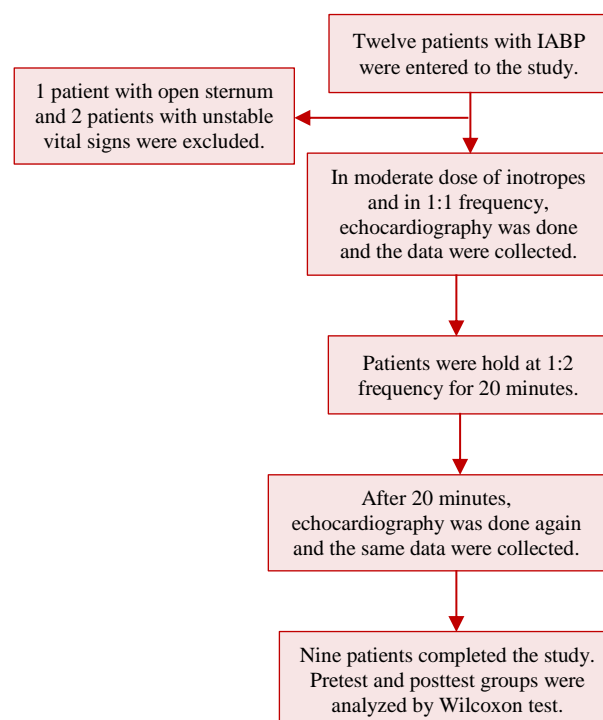 Twelve patients with IABP
were entered to the study.
1 patient with open sternum
and 2 patients with unstable
vital signs were excluded.
In moderate dose of inotropes
and in 1:1 frequency,
echocardiography was done
and the data were collected.
Patients were hold at 1:2
frequency for 20 minutes.
After 20 minutes,
echocardiography was done again
and the same data were collected.
Nine patients completed the study.
Pretest and posttest groups were
analyzed by Wilcoxon test.